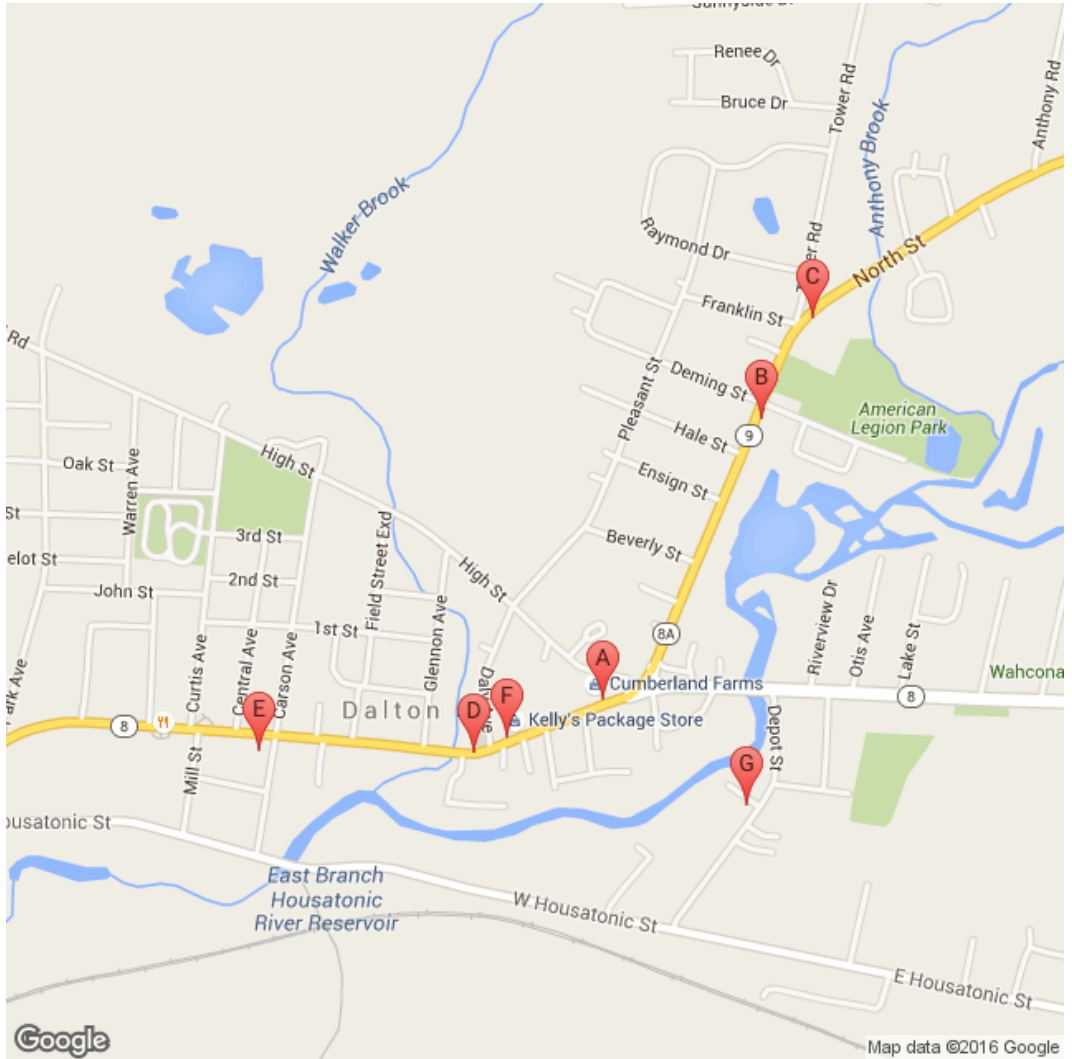 Renee Dr
Bruce Dr
Tower Rd
Anthony Rd
Anthony Brook
Walker Brook
Raymond Dr
North St
C
Franklin St
Rd
Deming St
B
Pleasant St
American
Legion Park
9
Hale St
High St
Oak St
Warren Ave
Ensign St
St
3rd St
Field Street Exd
Beverly St
2nd St
High St
John St
1st St
Glennon Ave
Riverview Dr
Otis Ave
Lake St
8A
Curtis Ave
Central Ave
Carson Ave
A
Wahcona
Cumberland Farms
8
E
Dalton
D
F
Kelly's Package Store
8
Depot St
Mill St
G
East Branch
Housatonic
River Reservoir
W Housatonic St
E Housatonic St
Google
Map data ©2016 Google